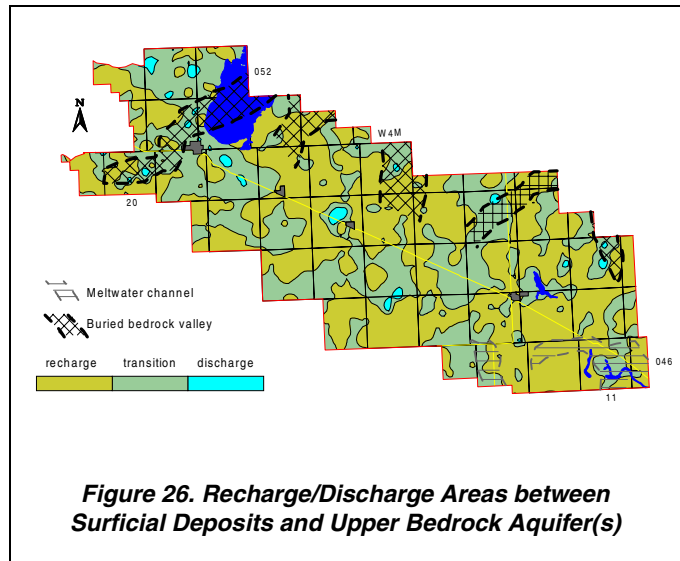 052
N
W4M
20
Meltwater channel
Buried bedrock valley
recharge transition discharge
046
11
Figure 26. Recharge/Discharge Areas between
Surficial Deposits and Upper Bedrock Aquifer(s)